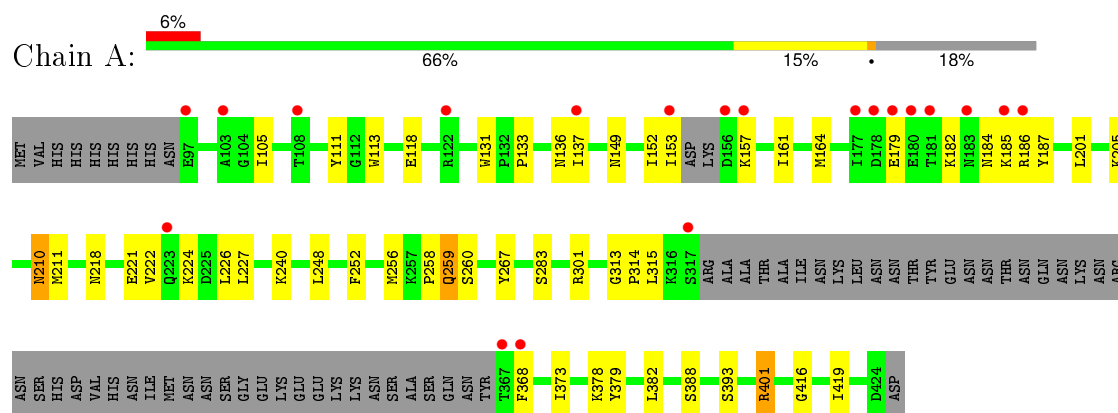 6%
Chain A:
66% 15% • 18%
MET VAL HIS HIS HIS HIS HIS HIS ASN E97 A103 G104 I105 T108 Y111 G112 W113 E118 R122 W131 P132 P133 N136 I137 N149 I152 I153 ASP LYS D156 K157 I161 M164 I177 D178 E179 E180 T181 K182 N183 N184 K185 R186 Y187 L201 K205
N210 M211 N218 E221 V222 Q223 K224 D225 L226 L227 K240 L248 F252 M256 K257 P258 Q259 S260 Y267 S283 R301 G313 P314 L315 K316 S317 ARG ALA ALA THR ALA ILE ASN LYS LEU ASN ASN THR TYR GLU ASN ASN THR ASN GLN ASN LYS ASN ARG
ASN SER HIS ASP VAL HIS ASN ILE MET ASN ASN SER GLY GLU LYS GLU GLU LYS LYS ASN SER ALA SER GLN ASN TYR T367 F368 I373 K378 Y379 L382 S388 S393 R401 G416 I419 D424 ASP